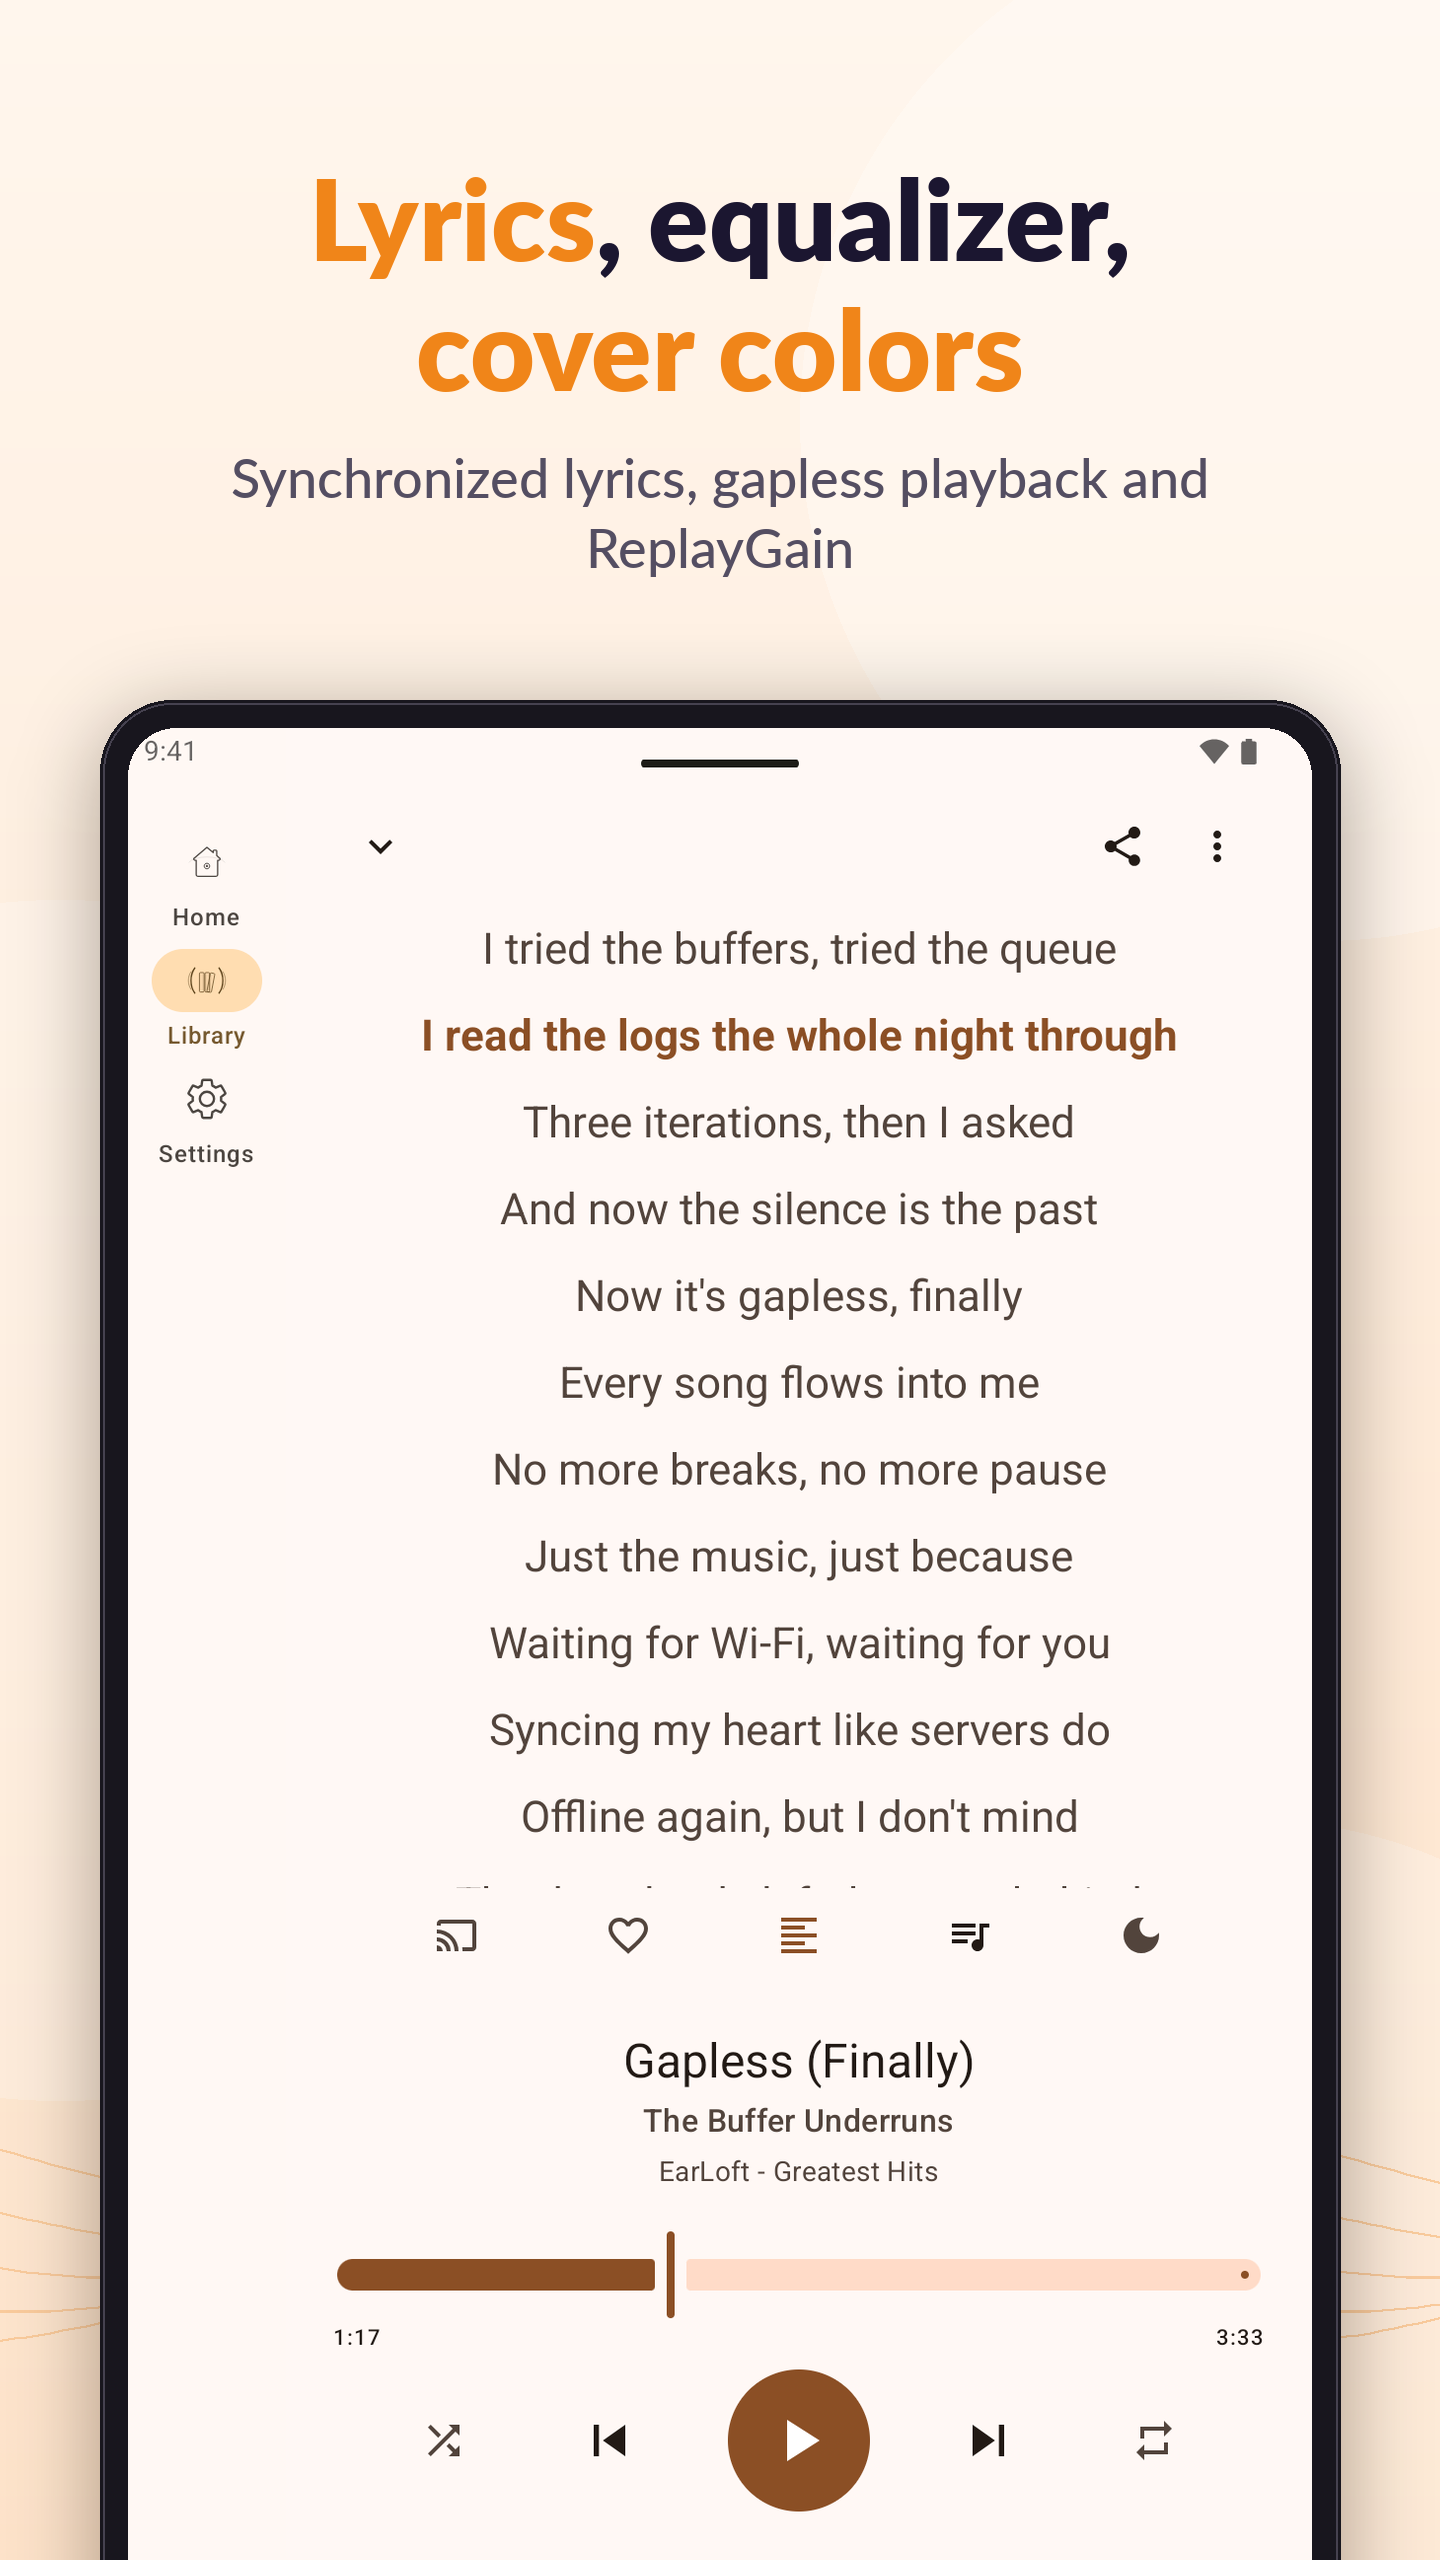 Lyrics, equalizer,
cover colors
Synchronized lyrics, gapless playback and
ReplayGain
9:41
Home
Library
Settings
I tried the buffers, tried the queue
I read the logs the whole night through
Three iterations, then I asked
And now the silence is the past
Now it's gapless, finally
Every song flows into me
No more breaks, no more pause
Just the music, just because
Waiting for Wi-Fi, waiting for you
Syncing my heart like servers do
Offline again, but I don't mind
Gapless (Finally)
The Buffer Underruns
EarLoft - Greatest Hits
1:17
3:33